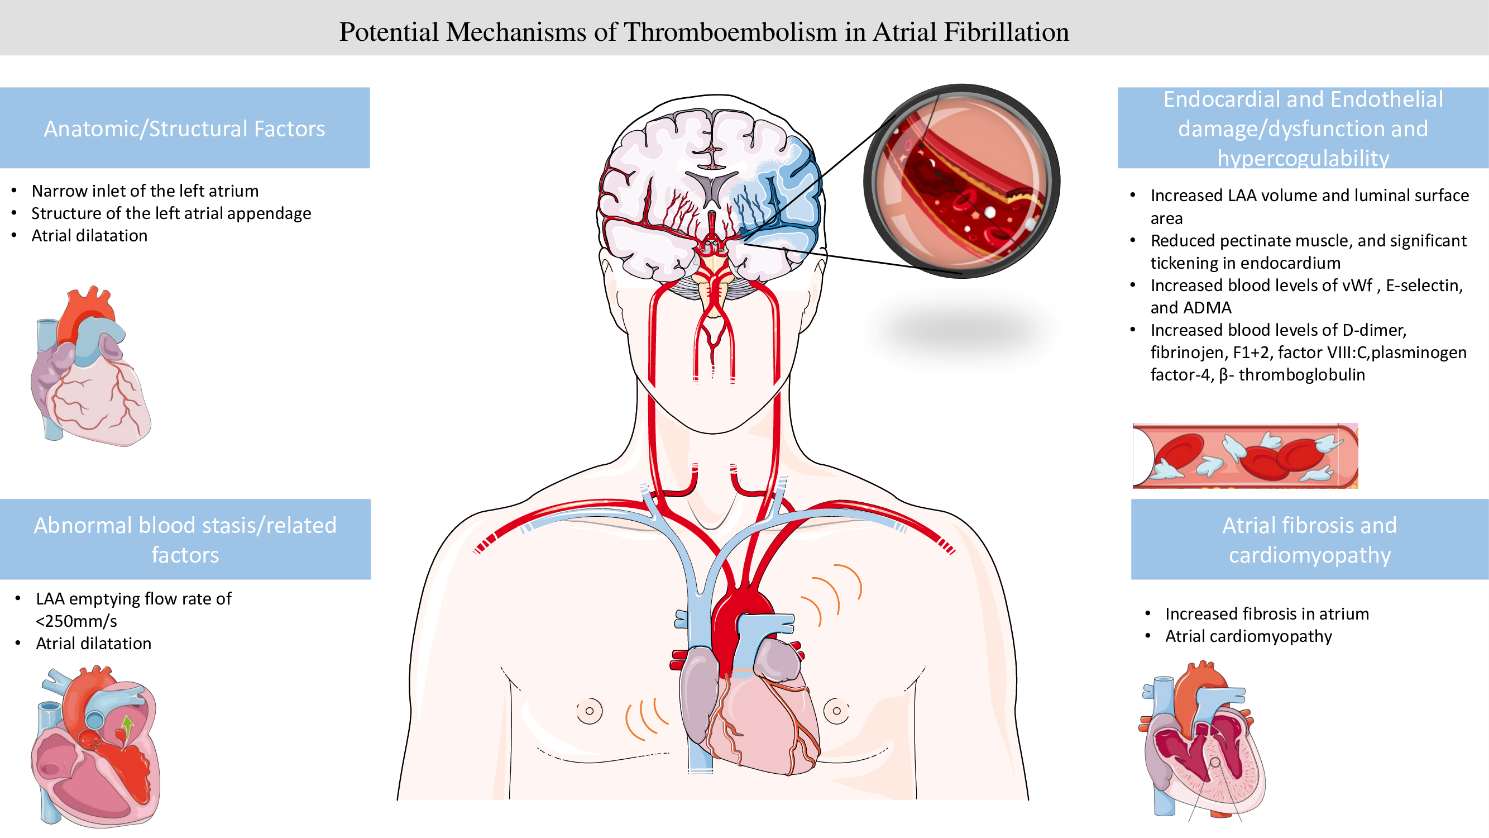 Potential Mechanisms of Thromboembolism in Atrial Fibrillation
Anatomic/Structural Factors
• Narrow inlet of the left atrium
• Structure of the left atrial appendage
• Atrial dilatation
Abnormal blood stasis/related
factors
• LAA emptying flow rate of
<250mm/s
• Atrial dilatation
Endocardial and Endothelial
damage/dysfunction and
hypercogulability
• Increased LAA volume and luminal surface
area
• Reduced pectinate muscle, and significant
tickening in endocardium
• Increased blood levels of vWf , E-selectin,
and ADMA
• Increased blood levels of D-dimer,
fibrinojen, F1+2, factor VIII:C,plasminogen
factor-4, β- thromboglobulin
Atrial fibrosis and
cardiomyopathy
• Increased fibrosis in atrium
• Atrial cardiomyopathy